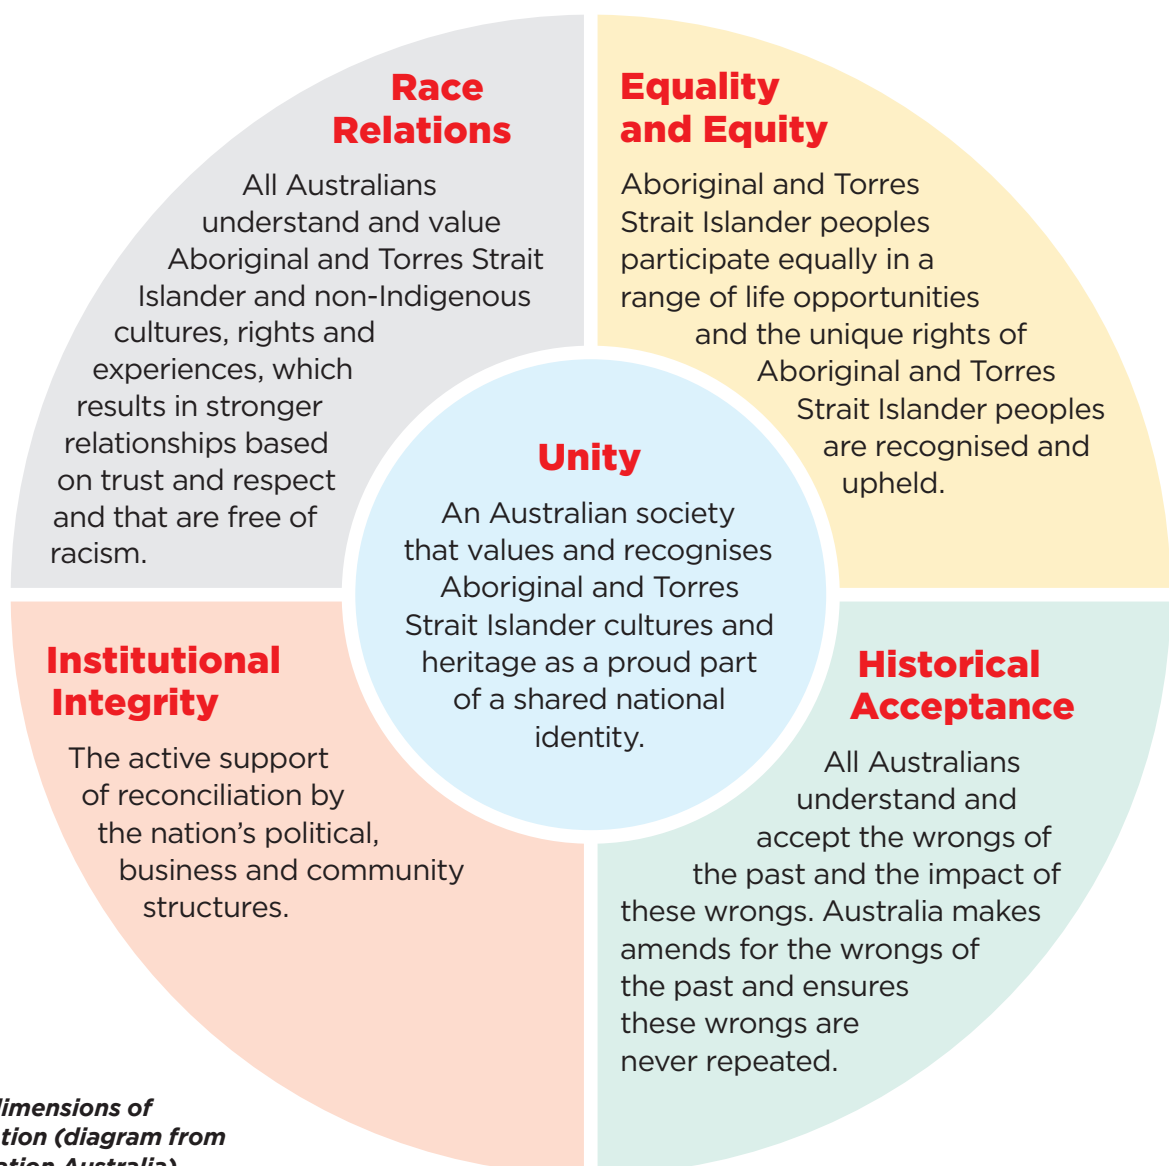 Race
Relations
All Australians
understand and value
Aboriginal and Torres Strait
Islander and non-Indigenous
cultures, rights and
experiences, which
results in stronger
relationships based
on trust and respect
and that are free of
racism.
Equality
and Equity
Aboriginal and Torres
Strait Islander peoples
participate equally in a
range of life opportunities
and the unique rights of
Aboriginal and Torres
Strait Islander peoples
are recognised and
upheld.
Unity
An Australian society
that values and recognises
Aboriginal and Torres
Strait Islander cultures and
heritage as a proud part
of a shared national
identity.
Institutional
Integrity
The active support
of reconciliation by
the nation’s political,
business and community
structures.
Historical
Acceptance
All Australians
understand and
accept the wrongs of
the past and the impact of
these wrongs. Australia makes
amends for the wrongs of
the past and ensures
these wrongs are
never repeated.
dimensions of
(diagram from
Australia)